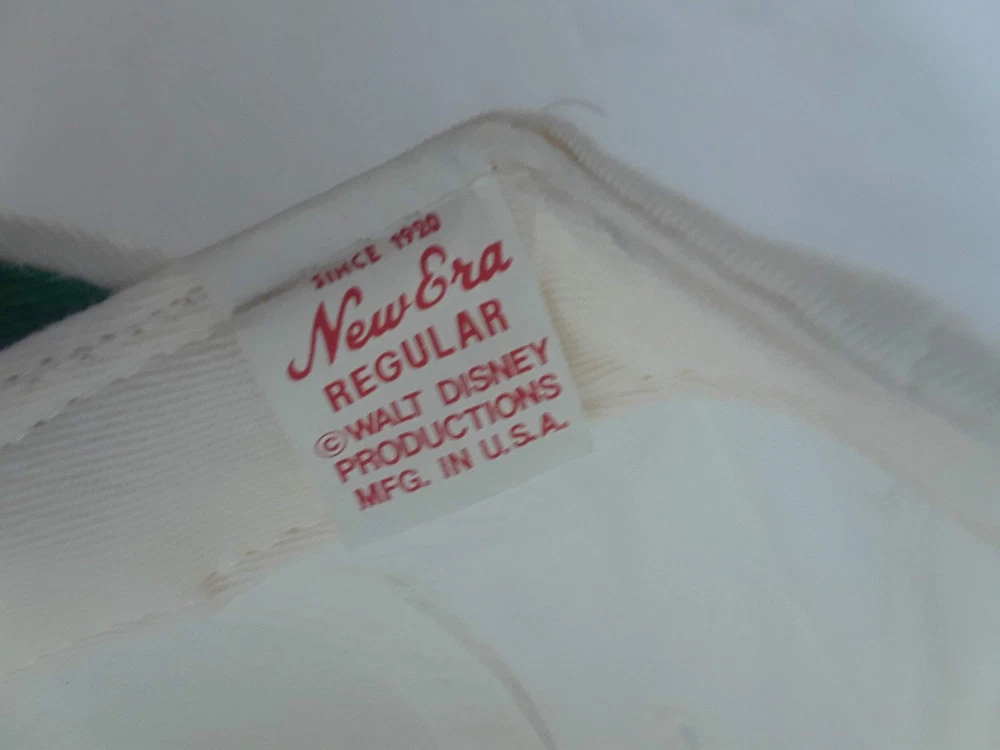 SINCE 1920
New Era
REGULAR
©WALT DISNEY
PRODUCTIONS
MFG. IN U.S.A.